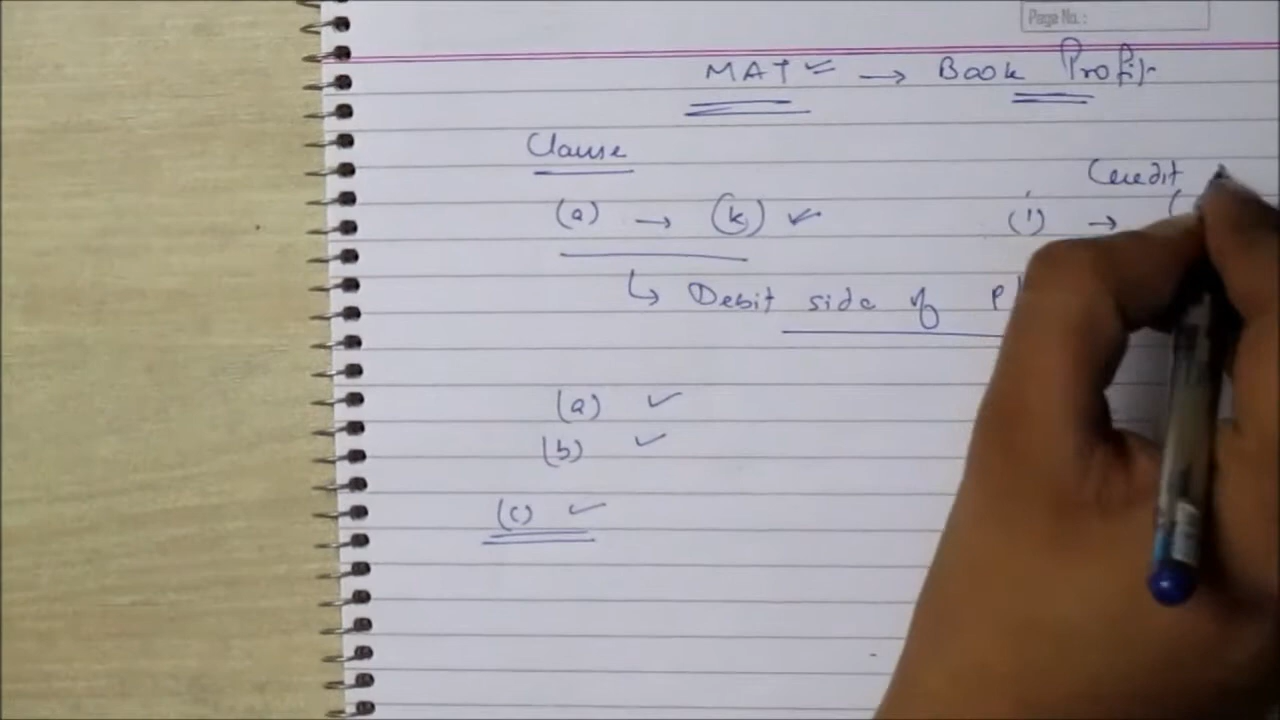 Page No.:
MAT → Book Profit
Clause
Credit
(a) → (k) (i) →
↳ Debit side of
(a)
(b)
(c)